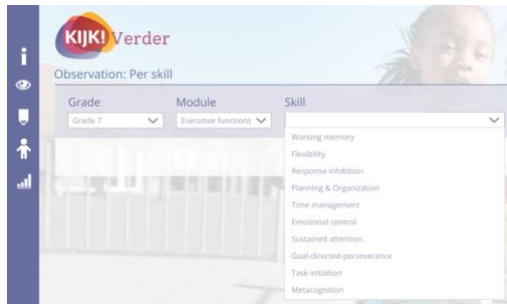 KIJK! Verder
Observation: Per skill
Grade Module Skill
Grade 7 Executive functions
Working memory
Flexibility
Response inhibition
Planning & Organization
Time management
Emotional control
Sustained attention
Goal-directed-perseverance
Task initiation
Metacognition